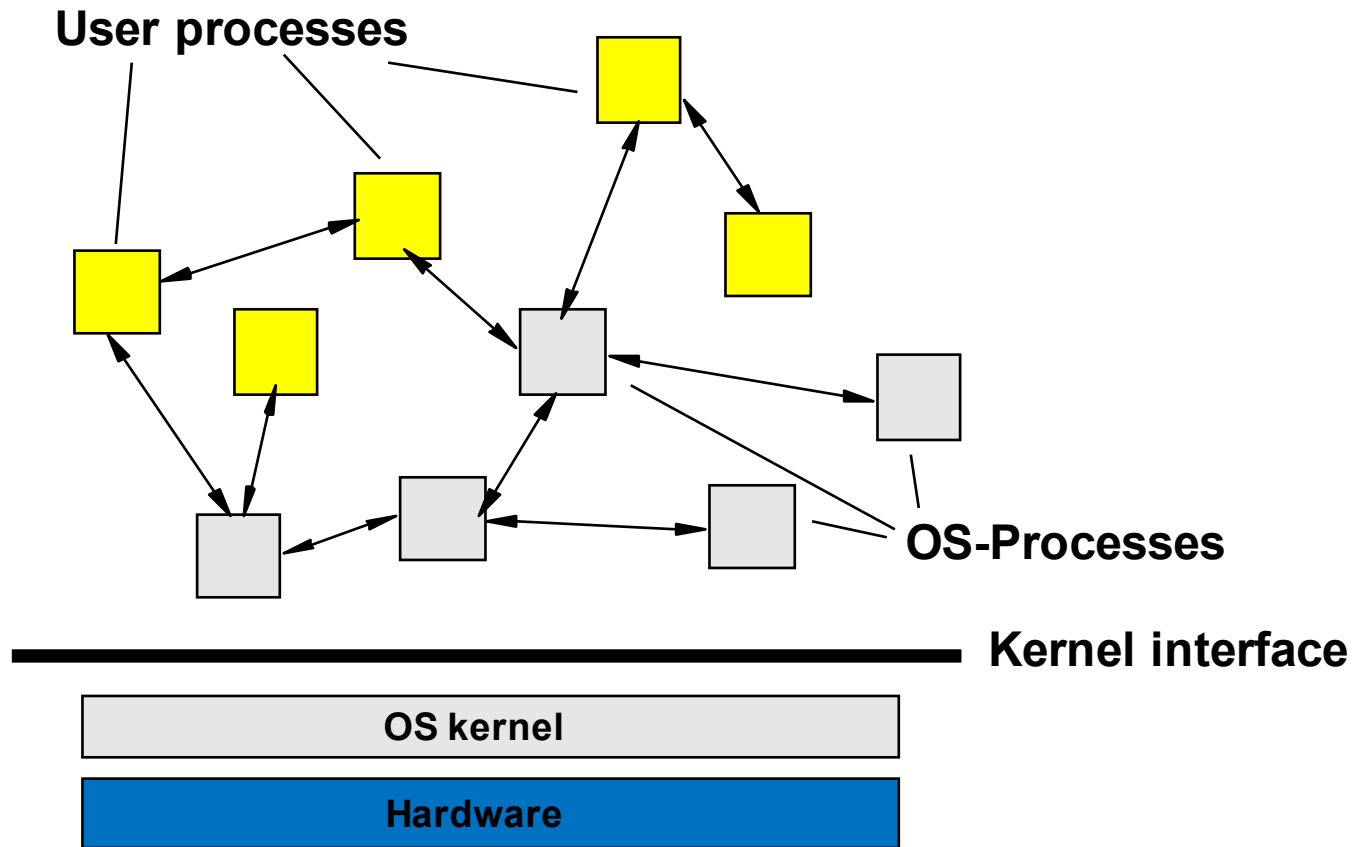 User processes
OS-Processes
Kernel interface
OS kernel
Hardware